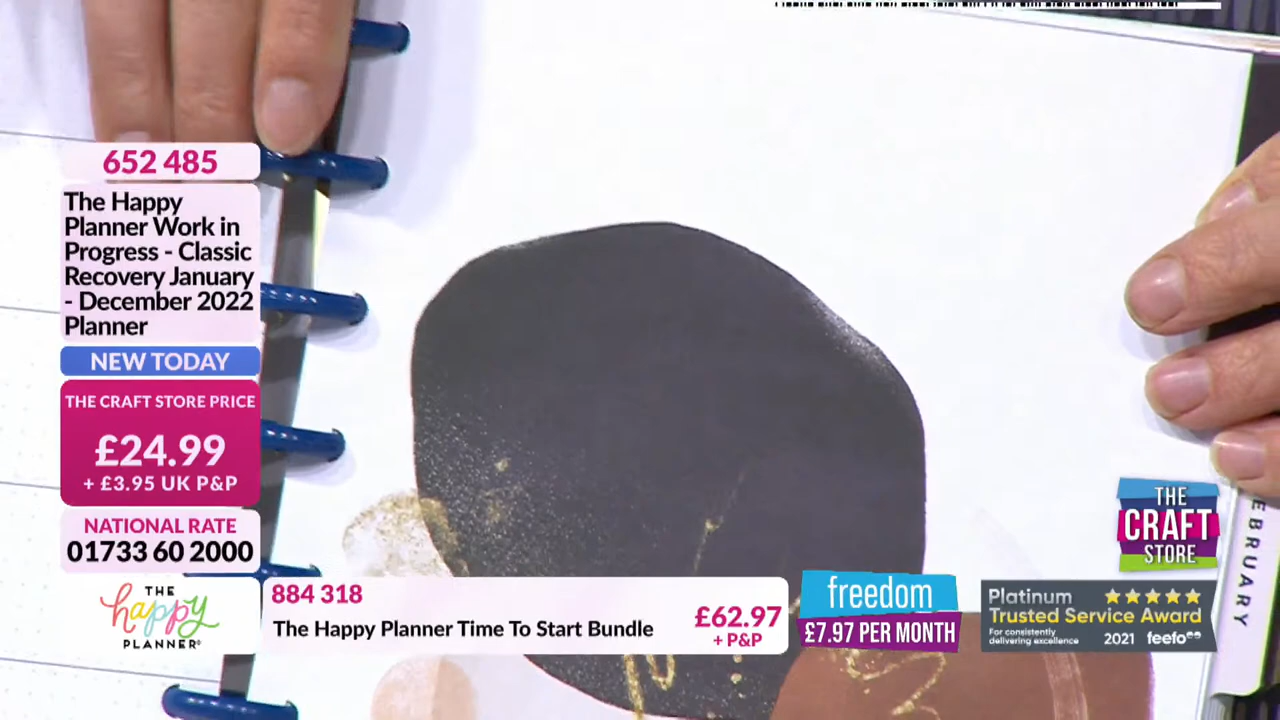 652 485
The Happy
Planner Work in
Progress - Classic
Recovery January
- December 2022
Planner
NEW TODAY
THE CRAFT STORE PRICE
£24.99
+ £3.95 UK P&P
NATIONAL RATE
01733 60 2000
THE
happy
PLANNER®
884 318
The Happy Planner Time To Start Bundle
£62.97
+ P&P
freedom
£7.97 PER MONTH
THE
CRAFT
STORE
Platinum
Trusted Service Award
For consistently
delivering excellence
2021 feefo
EBRUARY